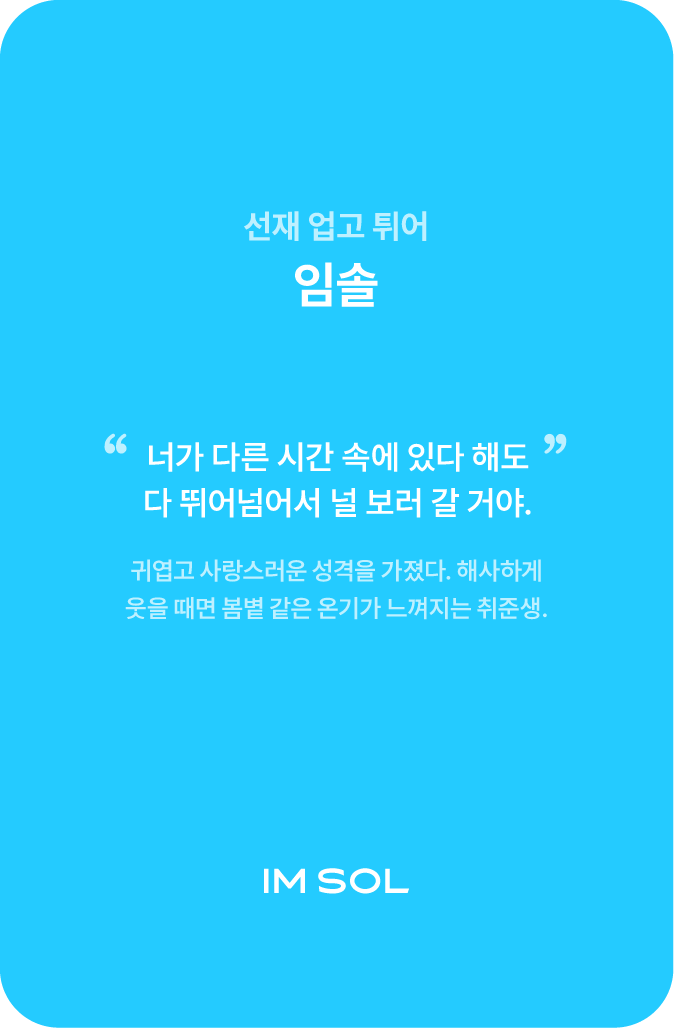 선재 업고 튀어
임솔
“ 너가 다른 시간 속에 있다 해도 ”
다 뛰어넘어서 널 보러 갈 거야.
귀엽고 사랑스러운 성격을 가졌다. 해사하게
웃을 때면 봄볕 같은 온기가 느껴지는 취준생.
IM SOL